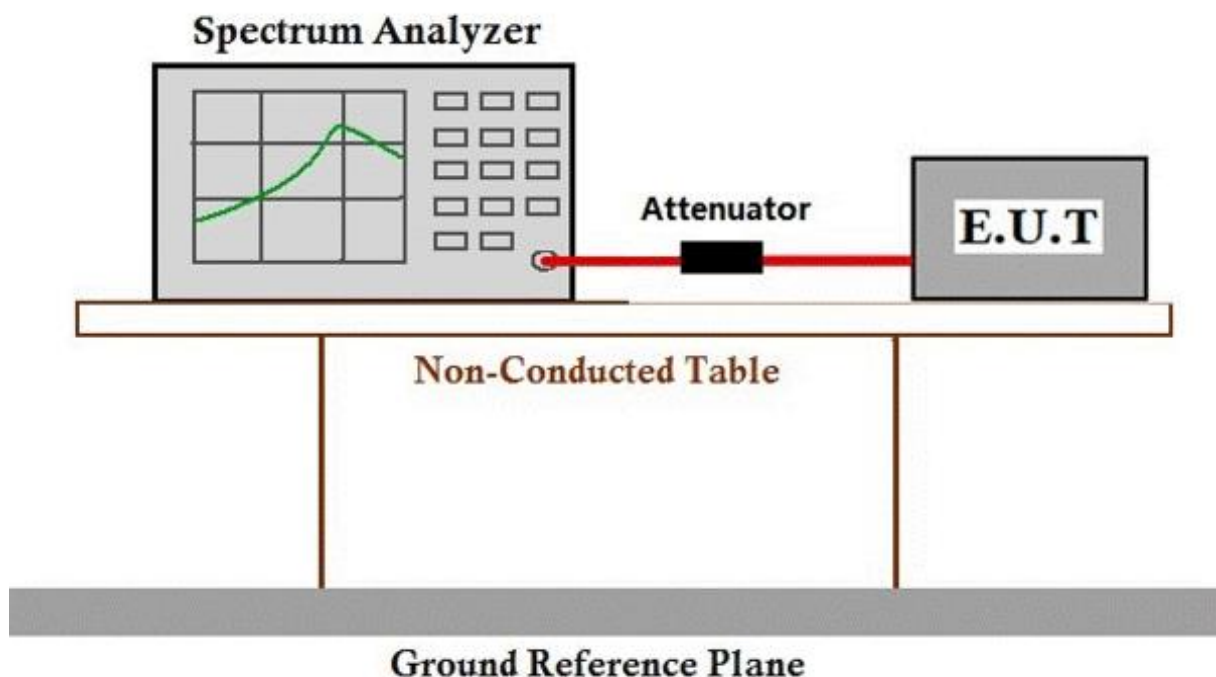 Spectrum Analyzer
Attenuator
E.U.T
Non-Conducted Table
Ground Reference Plane